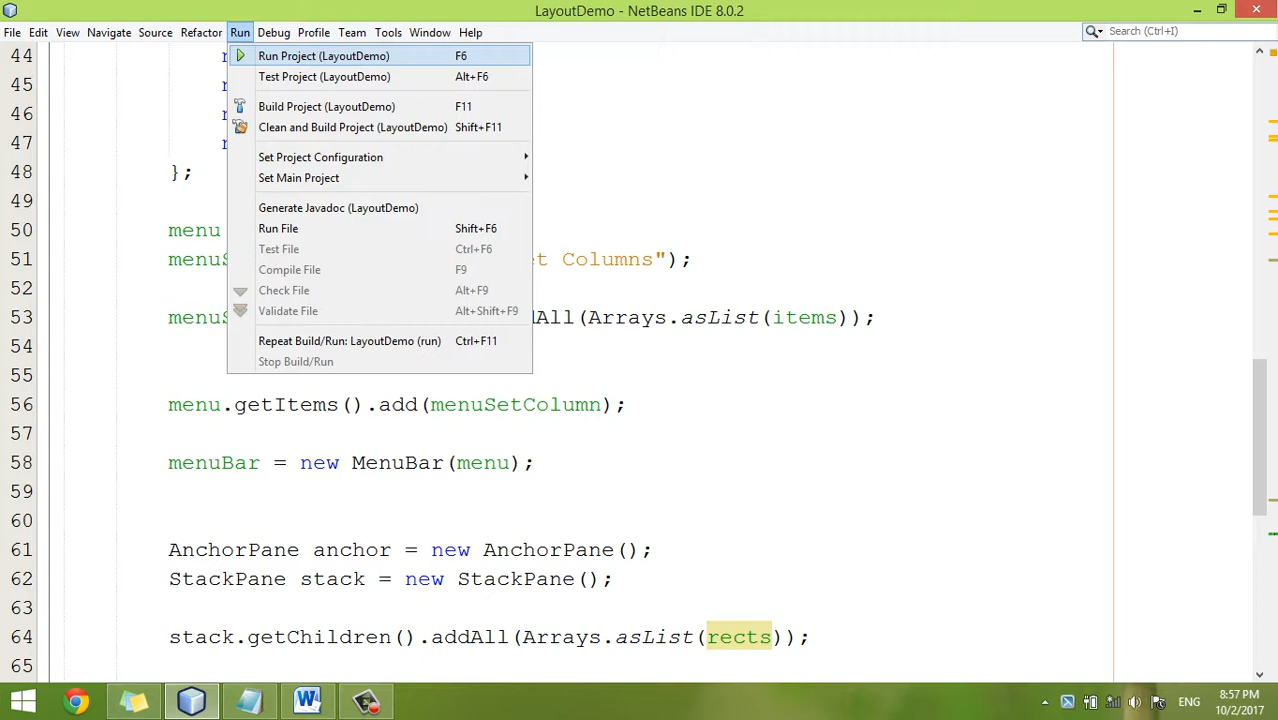 LayoutDemo - NetBeans IDE 8.0.2
File Edit View Navigate Source Refactor Run Debug Profile Team Tools Window Help
Search (Ctrl+I)
Run Project (LayoutDemo) F6
Test Project (LayoutDemo) Alt+F6
Build Project (LayoutDemo) F11
Clean and Build Project (LayoutDemo) Shift+F11
Set Project Configuration
Set Main Project
Generate Javadoc (LayoutDemo)
Run File Shift+F6
Test File Ctrl+F6
Compile File F9
Check File Alt+F9
Validate File Alt+Shift+F9
Repeat Build/Run: LayoutDemo (run) Ctrl+F11
Stop Build/Run
44
45
46
47
48 };
49
50 menu
51 menuS et Columns");
52
53 menuS All(Arrays.asList(items));
54
55
56 menu.getItems().add(menuSetColumn);
57
58 menuBar = new MenuBar(menu);
59
60
61 AnchorPane anchor = new AnchorPane();
62 StackPane stack = new StackPane();
63
64 stack.getChildren().addAll(Arrays.asList(rects));
65
ENG
8:57 PM
10/2/2017